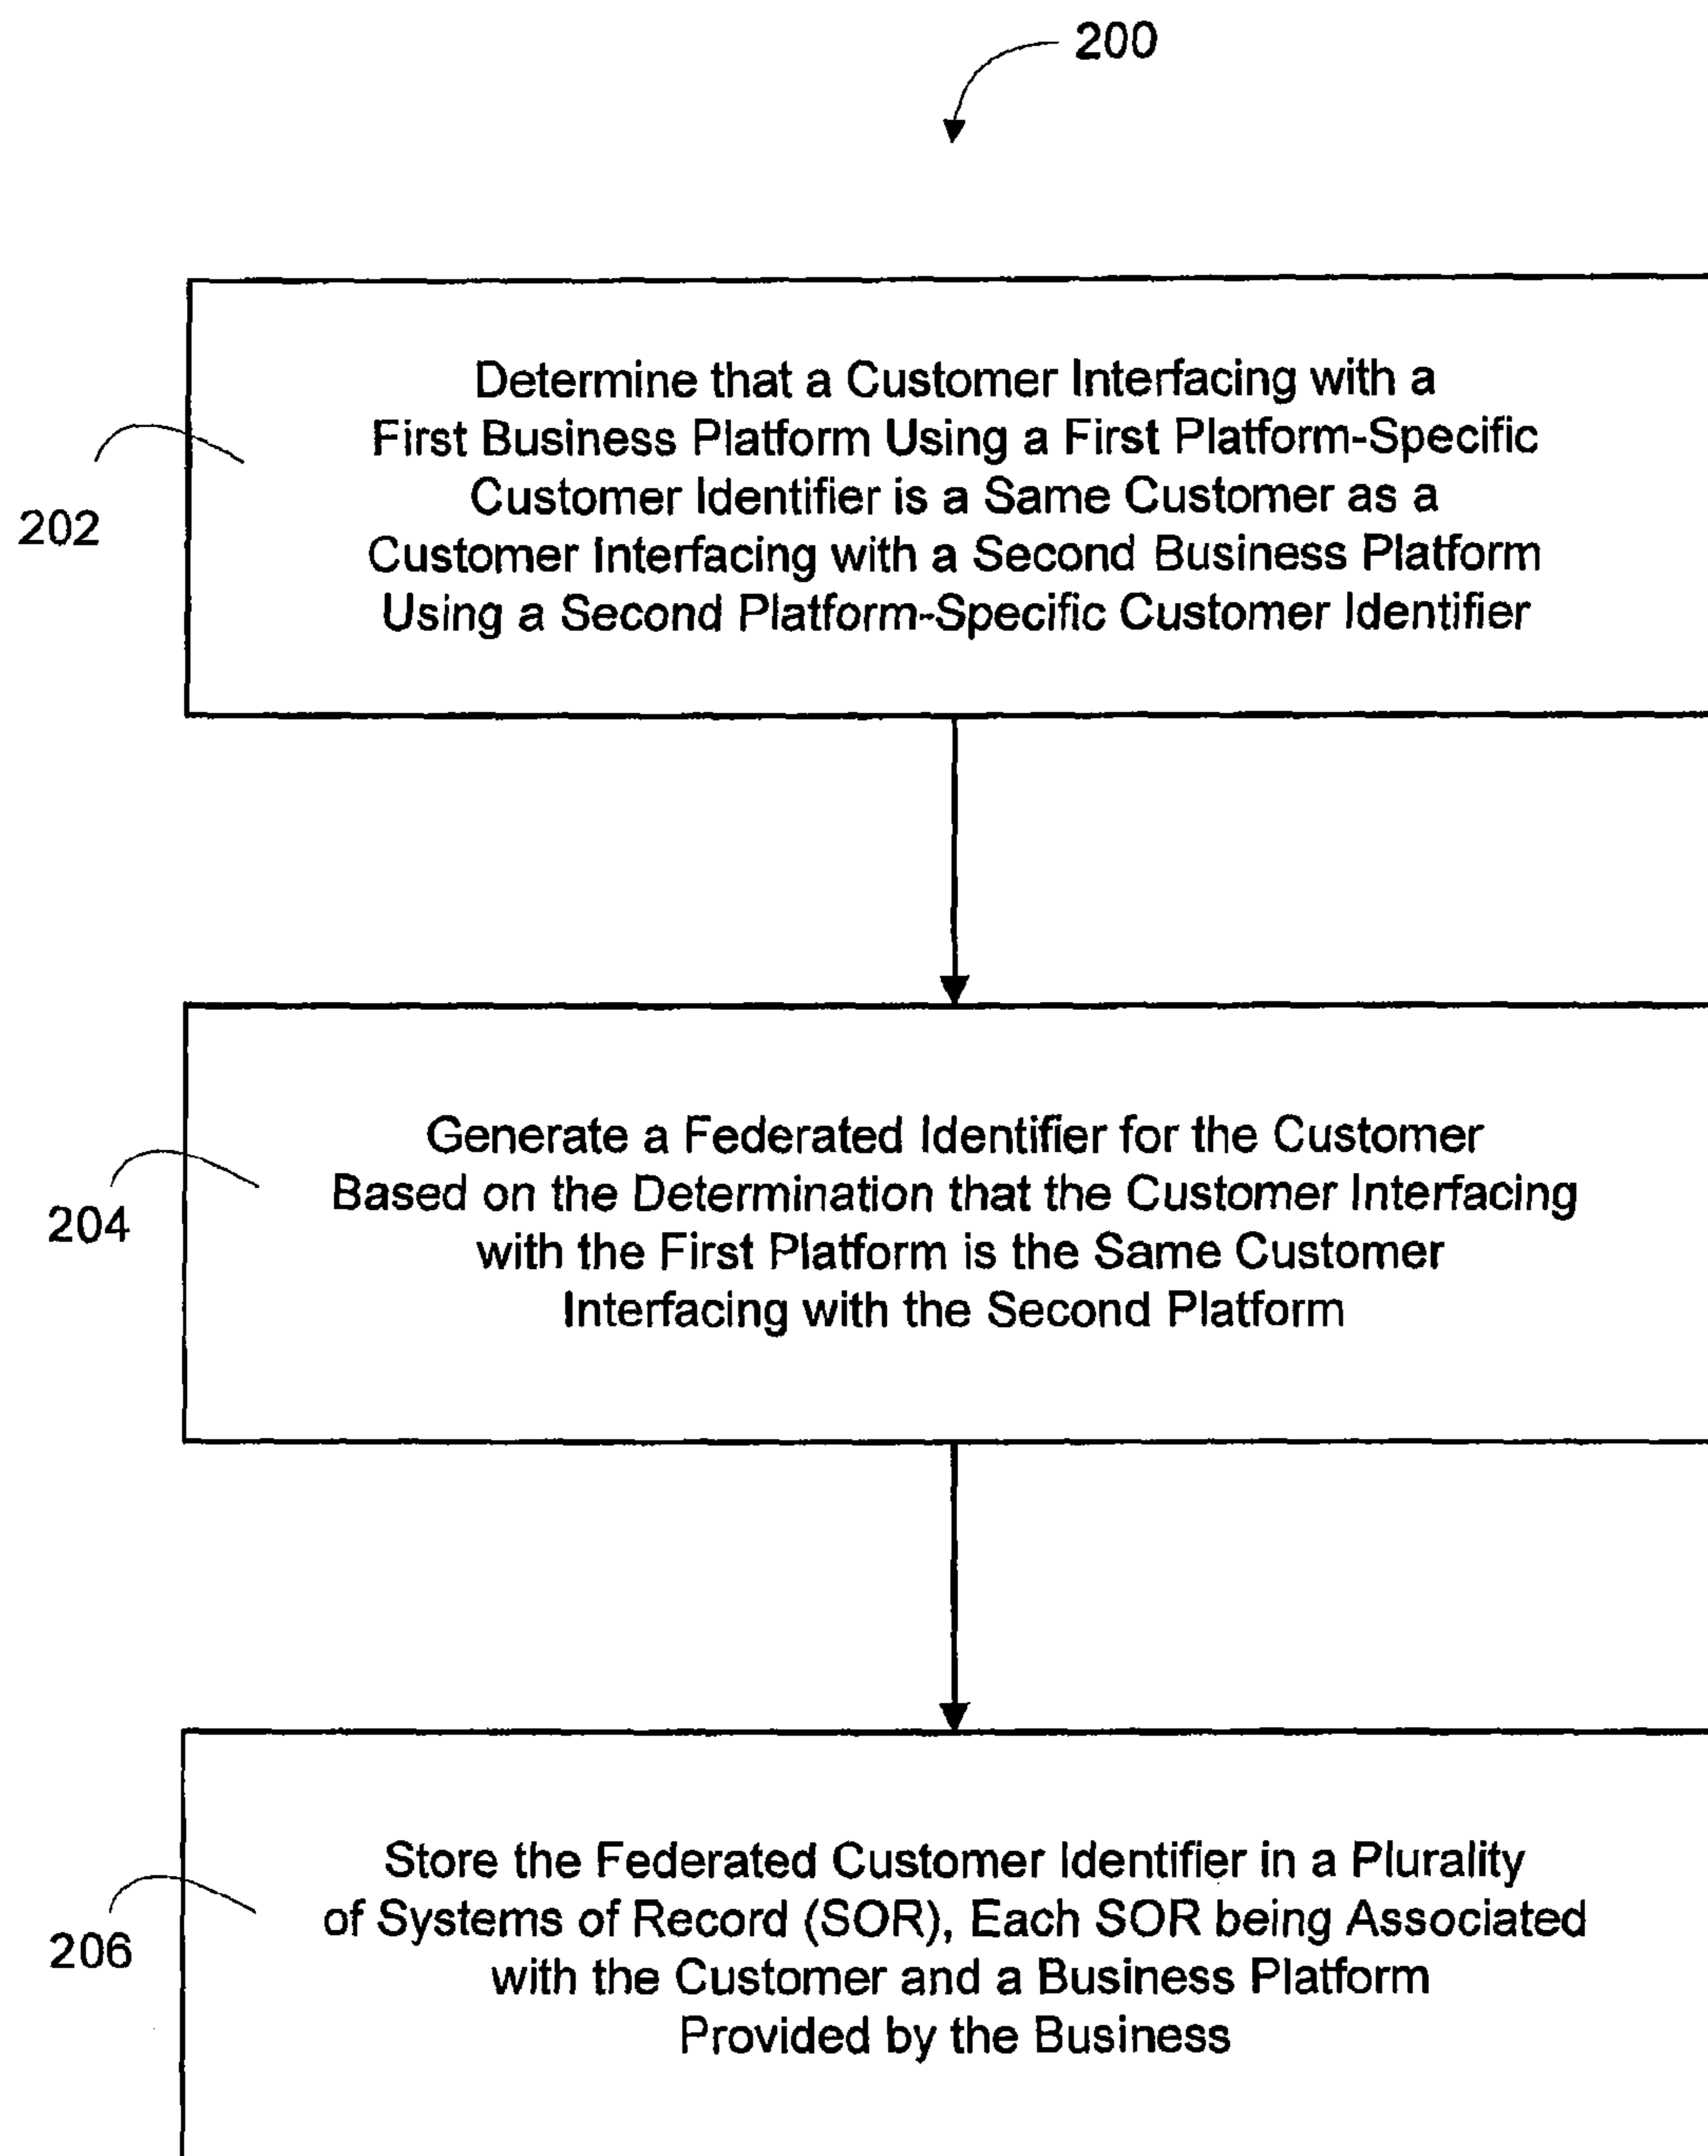 200
Determine that a Customer Interfacing with a
First Business Platform Using a First Platform-Specific
Customer Identifier is a Same Customer as a
Customer Interfacing with a Second Business Platform
Using a Second Platform-Specific Customer Identifier
202
Generate a Federated Identifier for the Customer
Based on the Determination that the Customer Interfacing
with the First Platform is the Same Customer
Interfacing with the Second Platform
204
Store the Federated Customer Identifier in a Plurality
of Systems of Record (SOR), Each SOR being Associated
with the Customer and a Business Platform
Provided by the Business
206